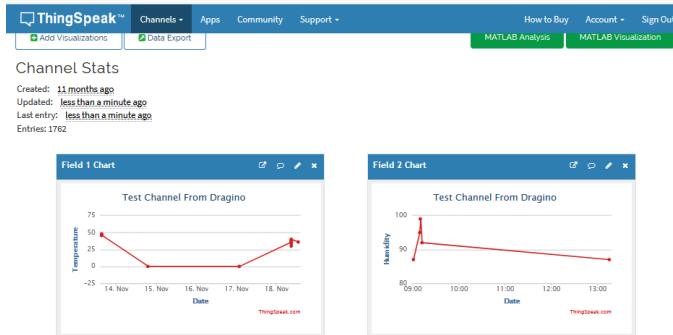 ThingSpeak™ Channels Apps Community Support How to Buy Account Sign Out
Add Visualizations Data Export MATLAB Analysis MATLAB Visualization
Channel Stats
Created: 11 months ago
Updated: less than a minute ago
Last entry: less than a minute ago
Entries: 1762
Field 1 Chart
Test Channel From Dragino
Temperature
75
50
25
0
-25
14. Nov 15. Nov 16. Nov 17. Nov 18. Nov
Date
ThingSpeak.com
Field 2 Chart
Test Channel From Dragino
Humidity
100
90
80
09:00 10:00 11:00 12:00 13:00
Date
ThingSpeak.com